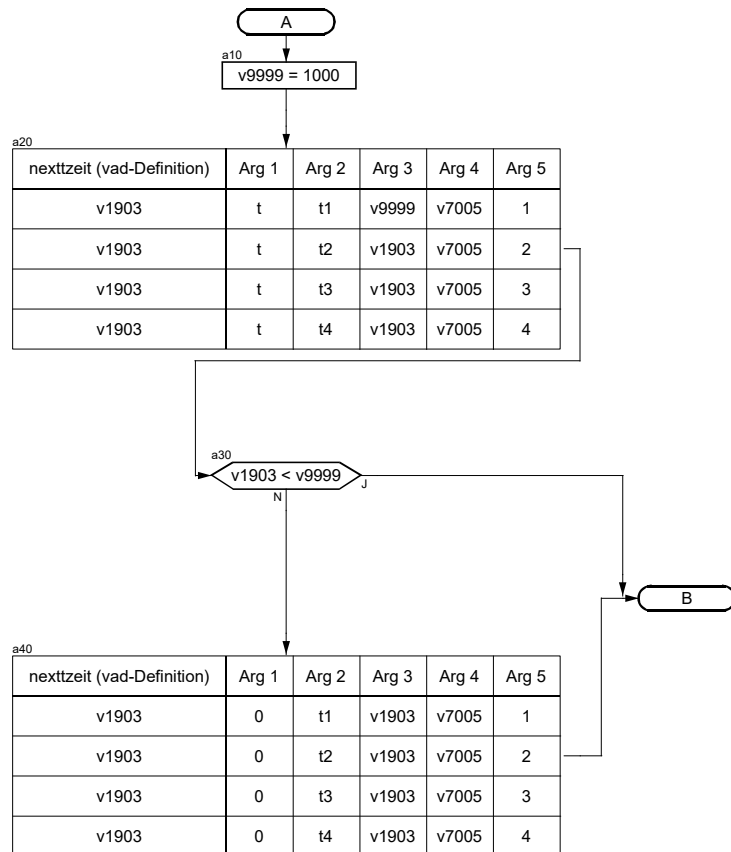 A
a10
v9999 = 1000
a20
nexttzeit (vad-Definition) Arg 1 Arg 2 Arg 3 Arg 4 Arg 5
v1903 t t1 v9999 v7005 1
v1903 t t2 v1903 v7005 2
v1903 t t3 v1903 v7005 3
v1903 t t4 v1903 v7005 4
a30
v1903 < v9999
N J
B
a40
nexttzeit (vad-Definition) Arg 1 Arg 2 Arg 3 Arg 4 Arg 5
v1903 0 t1 v1903 v7005 1
v1903 0 t2 v1903 v7005 2
v1903 0 t3 v1903 v7005 3
v1903 0 t4 v1903 v7005 4